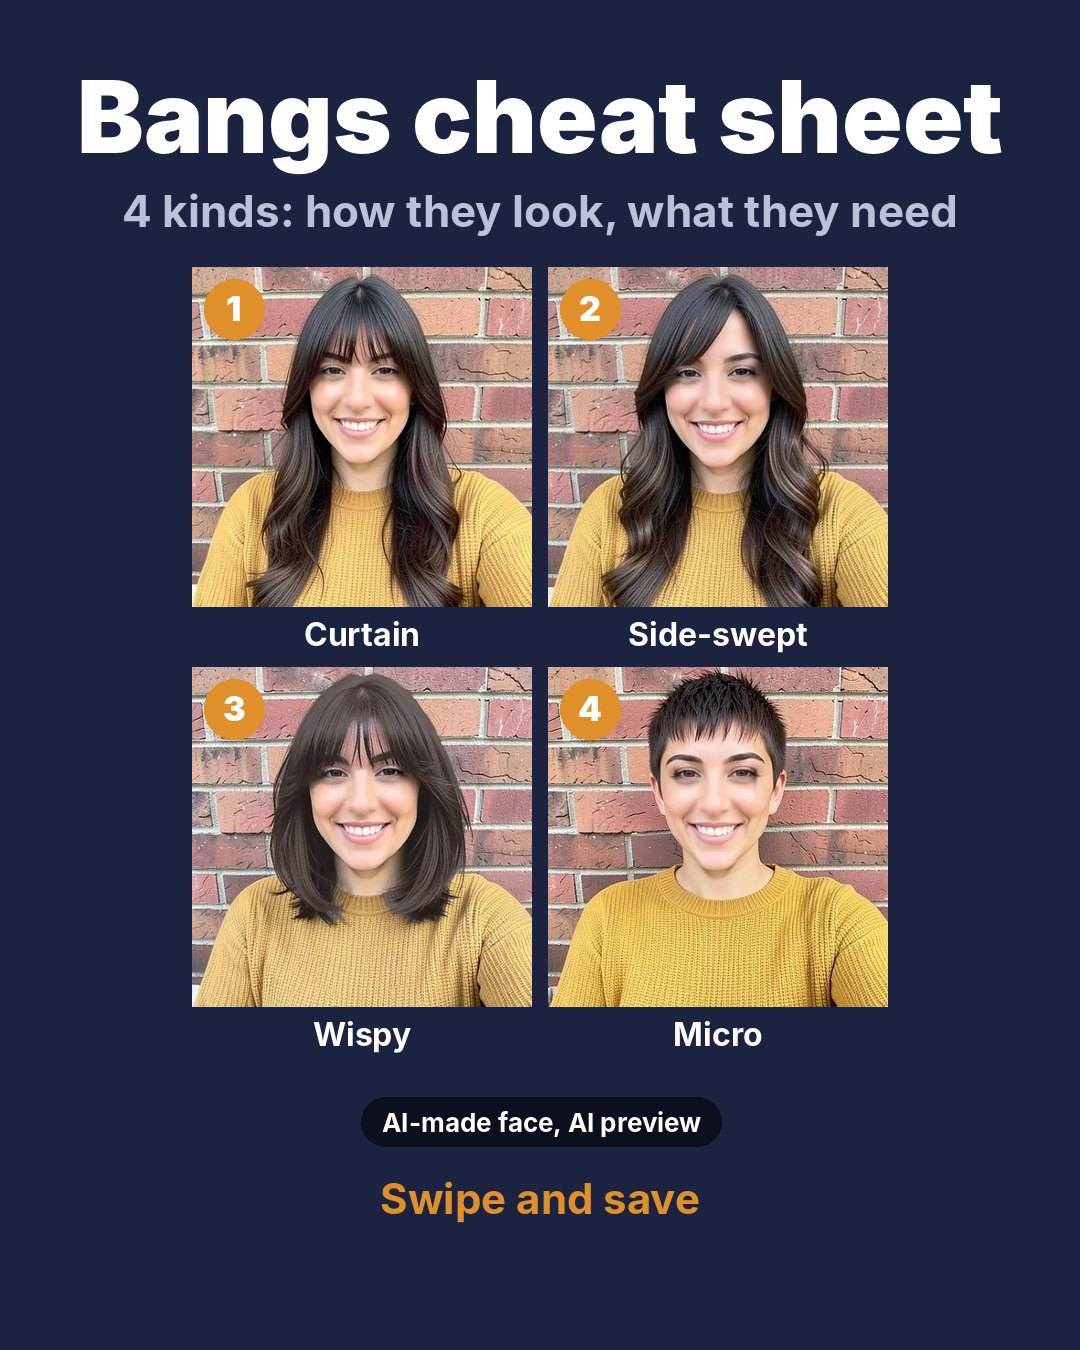 Bangs cheat sheet
4 kinds: how they look, what they need
1
2
Curtain
Side-swept
3
4
Wispy
Micro
AI-made face, AI preview
Swipe and save